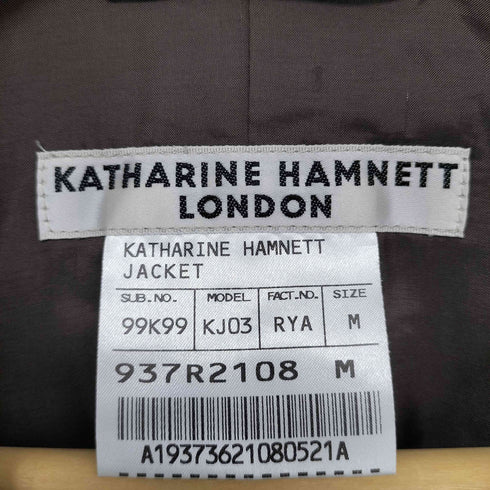 KATHARINE HAMNETT
LONDON
KATHARINE HAMNETT
JACKET
SUB.NO. MODEL FACT.NO. SIZE
99K99 KJ03 RYA M
937R2108 M
A19373621080521A